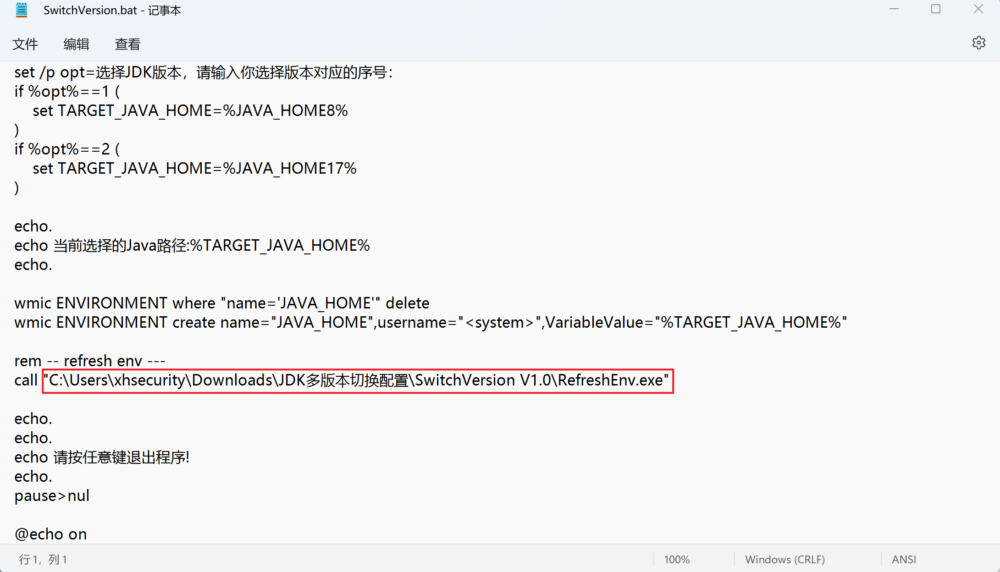 SwitchVersion.bat - 记事本
文件 编辑 查看
set /p opt=选择JDK版本，请输入你选择版本对应的序号：
if %opt%==1 (
    set TARGET_JAVA_HOME=%JAVA_HOME8%
)
if %opt%==2 (
    set TARGET_JAVA_HOME=%JAVA_HOME17%
)
echo.
echo 当前选择的Java路径:%TARGET_JAVA_HOME%
echo.
wmic ENVIRONMENT where "name='JAVA_HOME'" delete
wmic ENVIRONMENT create name="JAVA_HOME",username="<system>",VariableValue="%TARGET_JAVA_HOME%"
rem -- refresh env ---
call "C:\Users\xhsecurity\Downloads\JDK多版本切换配置\SwitchVersion V1.0\RefreshEnv.exe"
echo.
echo.
echo 请按任意键退出程序!
echo.
pause>nul
@echo on
行 1，列 1 100% Windows (CRLF) ANSI